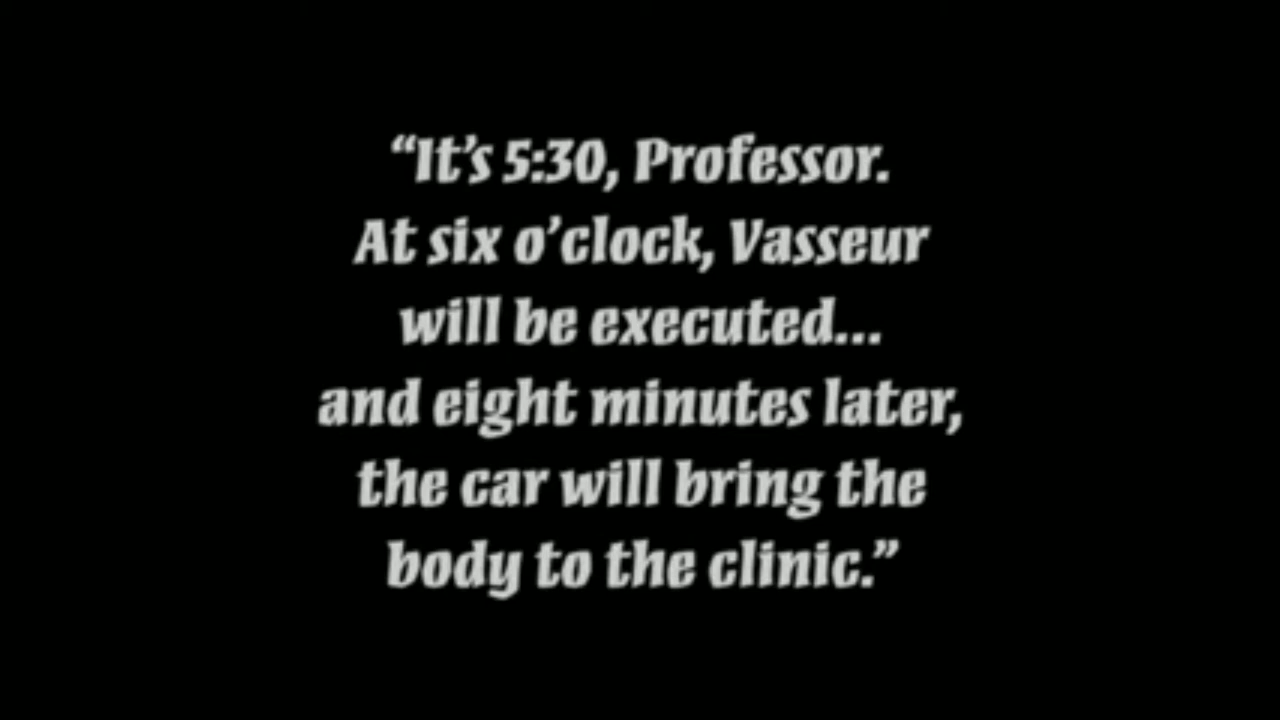 “It’s 5:30, Professor.
At six o’clock, Vasseur
will be executed...
and eight minutes later,
the car will bring the
body to the clinic.”